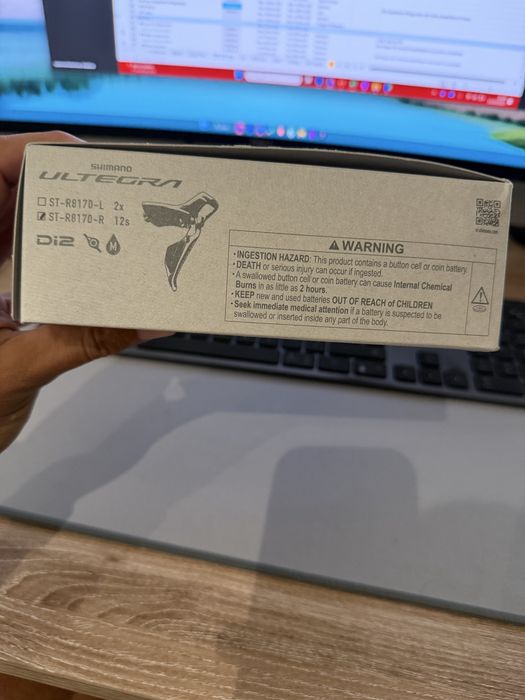 SHIMANO
ULTEGRA
ST-R8170-L 2x
ST-R8170-R 12s
Di2 M
WARNING
・INGESTION HAZARD: This product contains a button cell or coin battery.
・DEATH or serious injury can occur if ingested.
・A swallowed button cell or coin battery can cause Internal Chemical
Burns in as little as 2 hours.
・KEEP new and used batteries OUT OF REACH of CHILDREN
・Seek immediate medical attention if a battery is suspected to be
swallowed or inserted inside any part of the body.